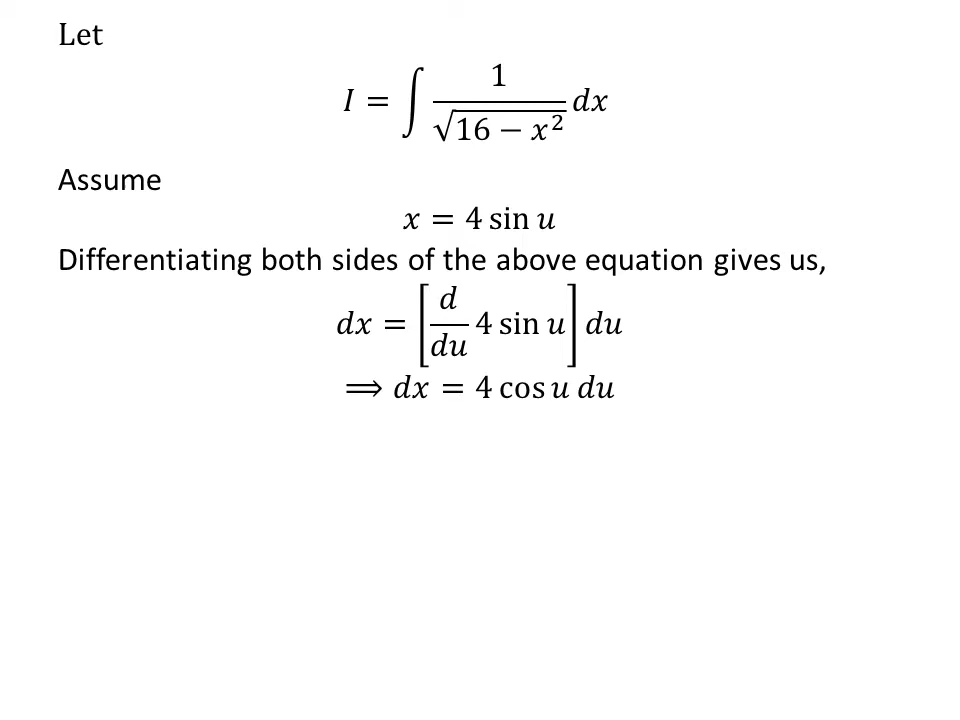 Let
I = ∫ 1/√(16 − x²) dx
Assume
x = 4 sin u
Differentiating both sides of the above equation gives us,
dx = [d/du 4 sin u] du
⟹ dx = 4 cos u du